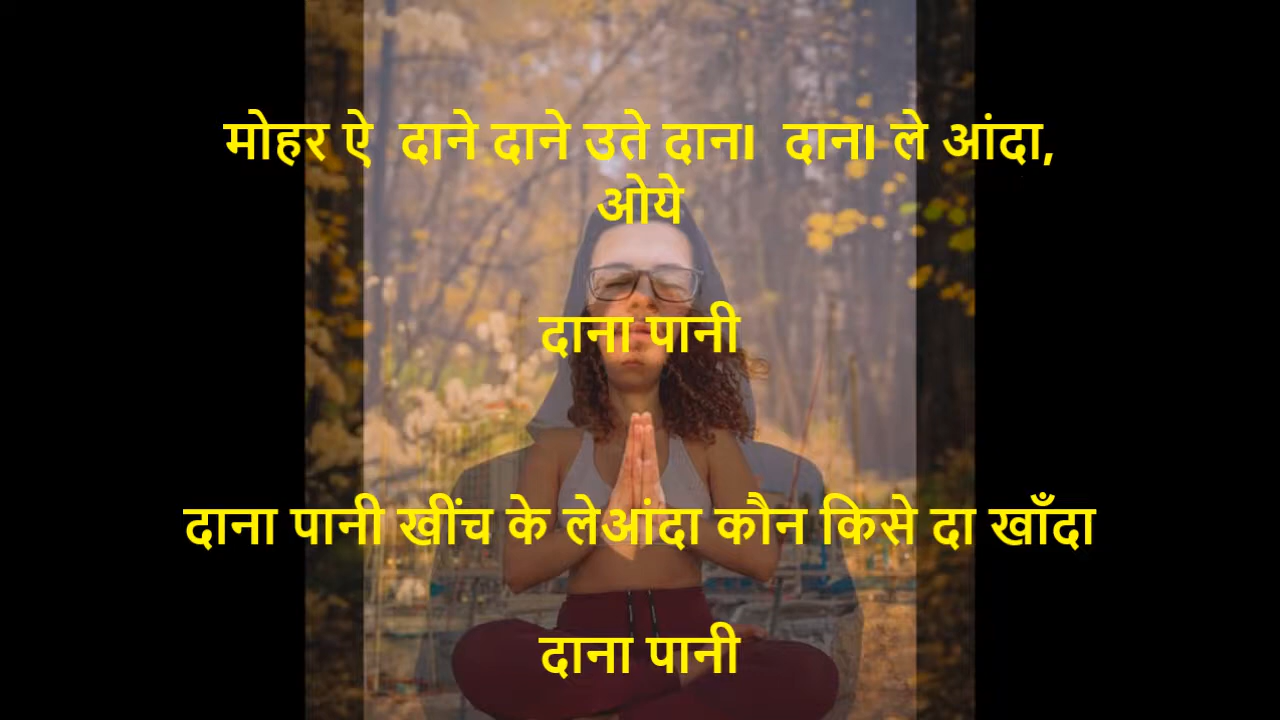 मोहर ऐ  दाने दाने उते दान।  दान। ले आंदा,
ओये
दाना पानी
दाना पानी खींच के लेआंदा कौन किसे दा खाँदा
दाना पानी